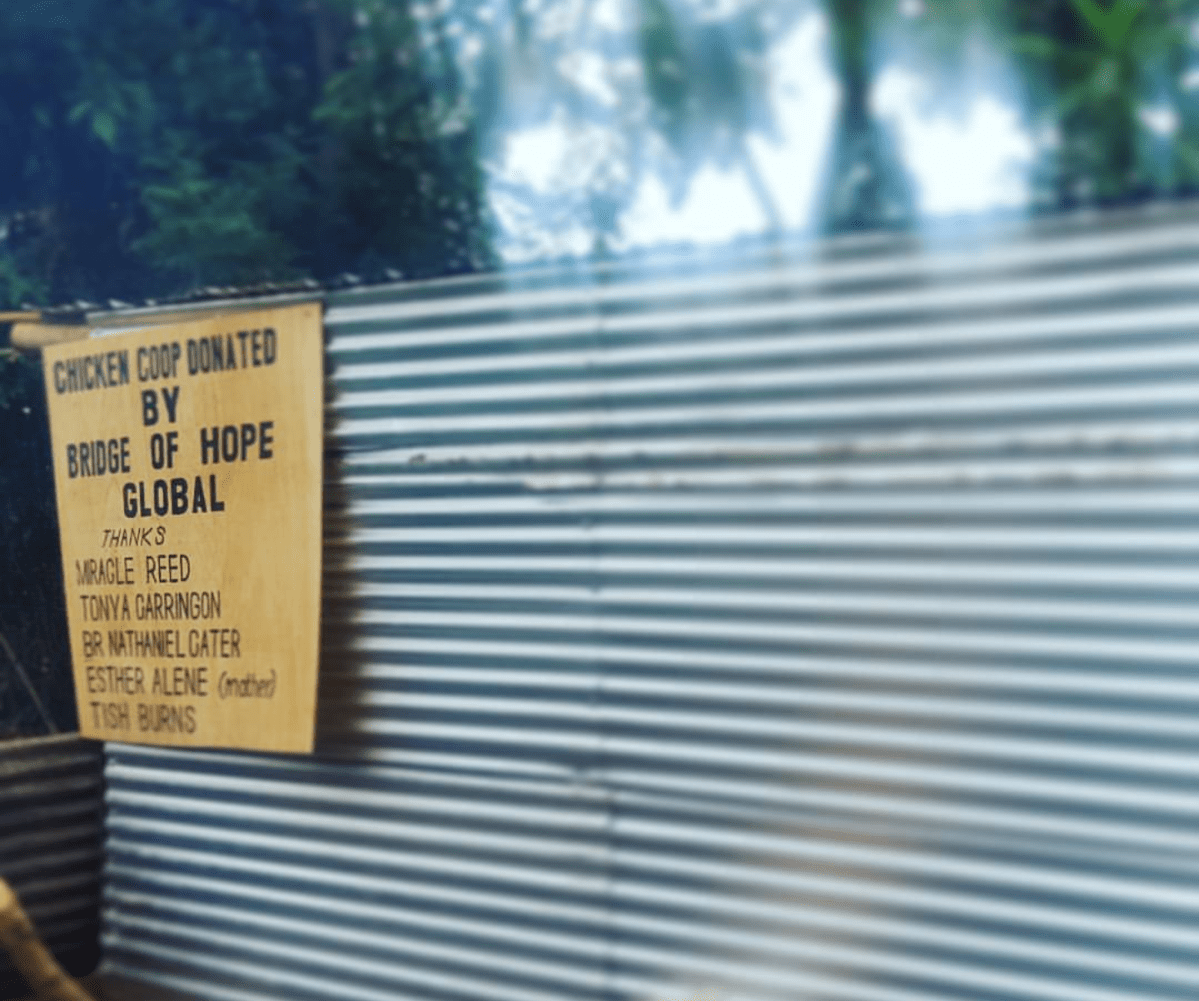 CHICKEN COOP DONATED
BY
BRIDGE OF HOPE
GLOBAL
THANKS
MIRACLE REED
TONYA CARRINGON
BR NATHANIEL CATER
ESTHER ALENE (mother)
TISH BURNS